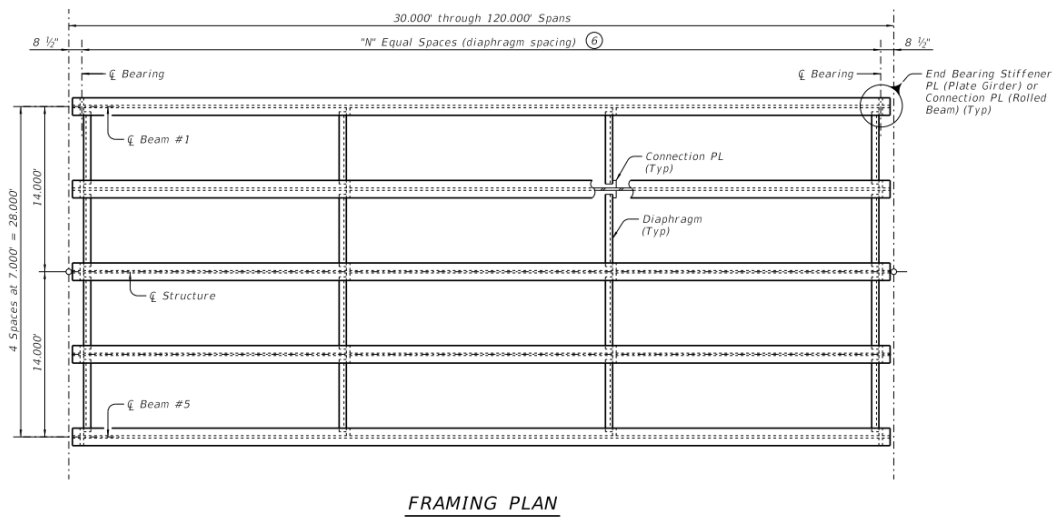 30.000' through 120.000' Spans
8 ½"
"N" Equal Spaces (diaphragm spacing) 6
8 ½"
℄ Bearing
℄ Bearing
End Bearing Stiffener
PL (Plate Girder) or
Connection PL (Rolled
Beam) (Typ)
℄ Beam #1
Connection PL
(Typ)
4 Spaces at 7.000' = 28.000'
14.000'
Diaphragm
(Typ)
℄ Structure
14.000'
℄ Beam #5
FRAMING PLAN